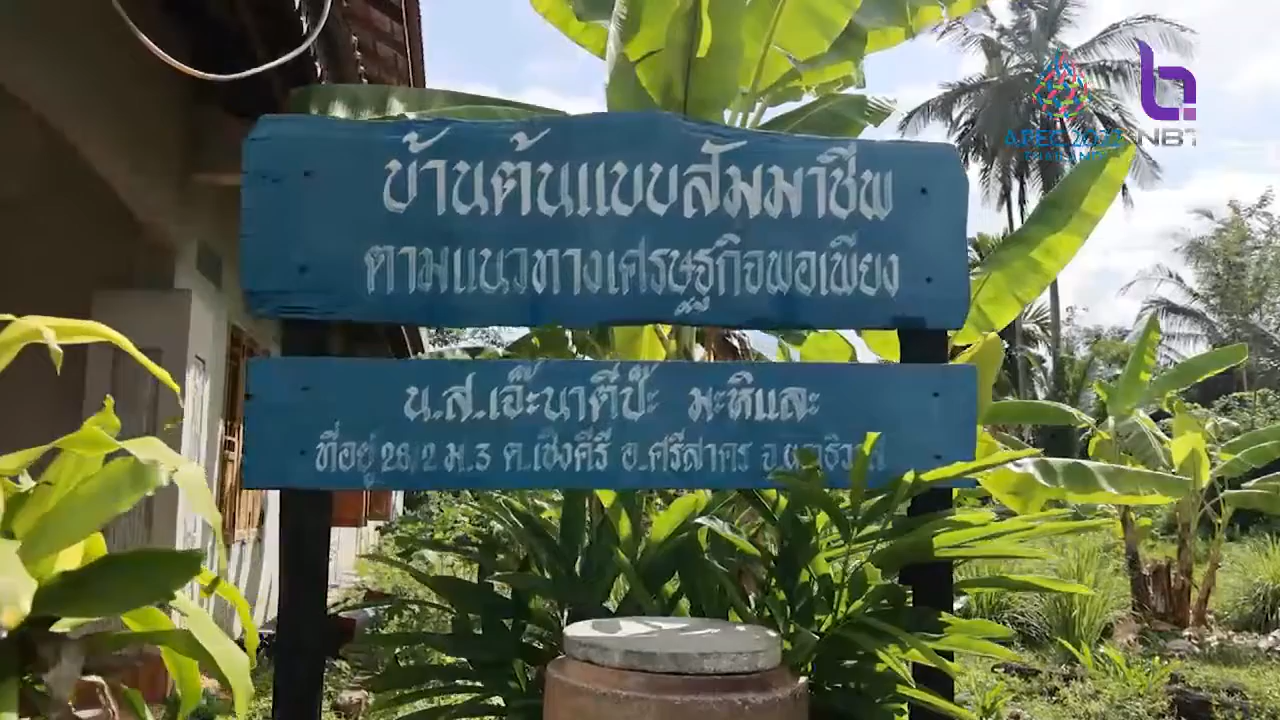 บ้านต้นแบบสัมมาชีพ
ตามแนวทางเศรษฐกิจพอเพียง
น.ส.เจ๊ะนาตีป๊ะ มะหิและ
ที่อยู่ 26/2 ม.3 ต.เชิงคีรี อ.ศรีสาคร
APEC 2022
THAILAND
NBT